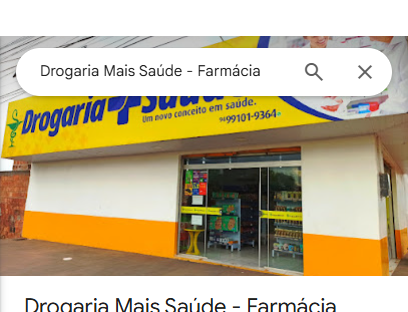 Drogaria Mais Saúde - Farmácia
Drogaria + Saúde
Um novo conceito em saúde.
99101-9364
Drogaria Mais Saúde - Farmácia